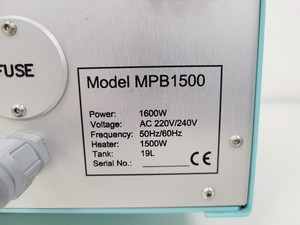 FUSE
Model MPB1500
Power: 1600W
Voltage: AC 220V/240V
Frequency: 50Hz/60Hz
Heater: 1500W
Tank: 19L
Serial No.: CE